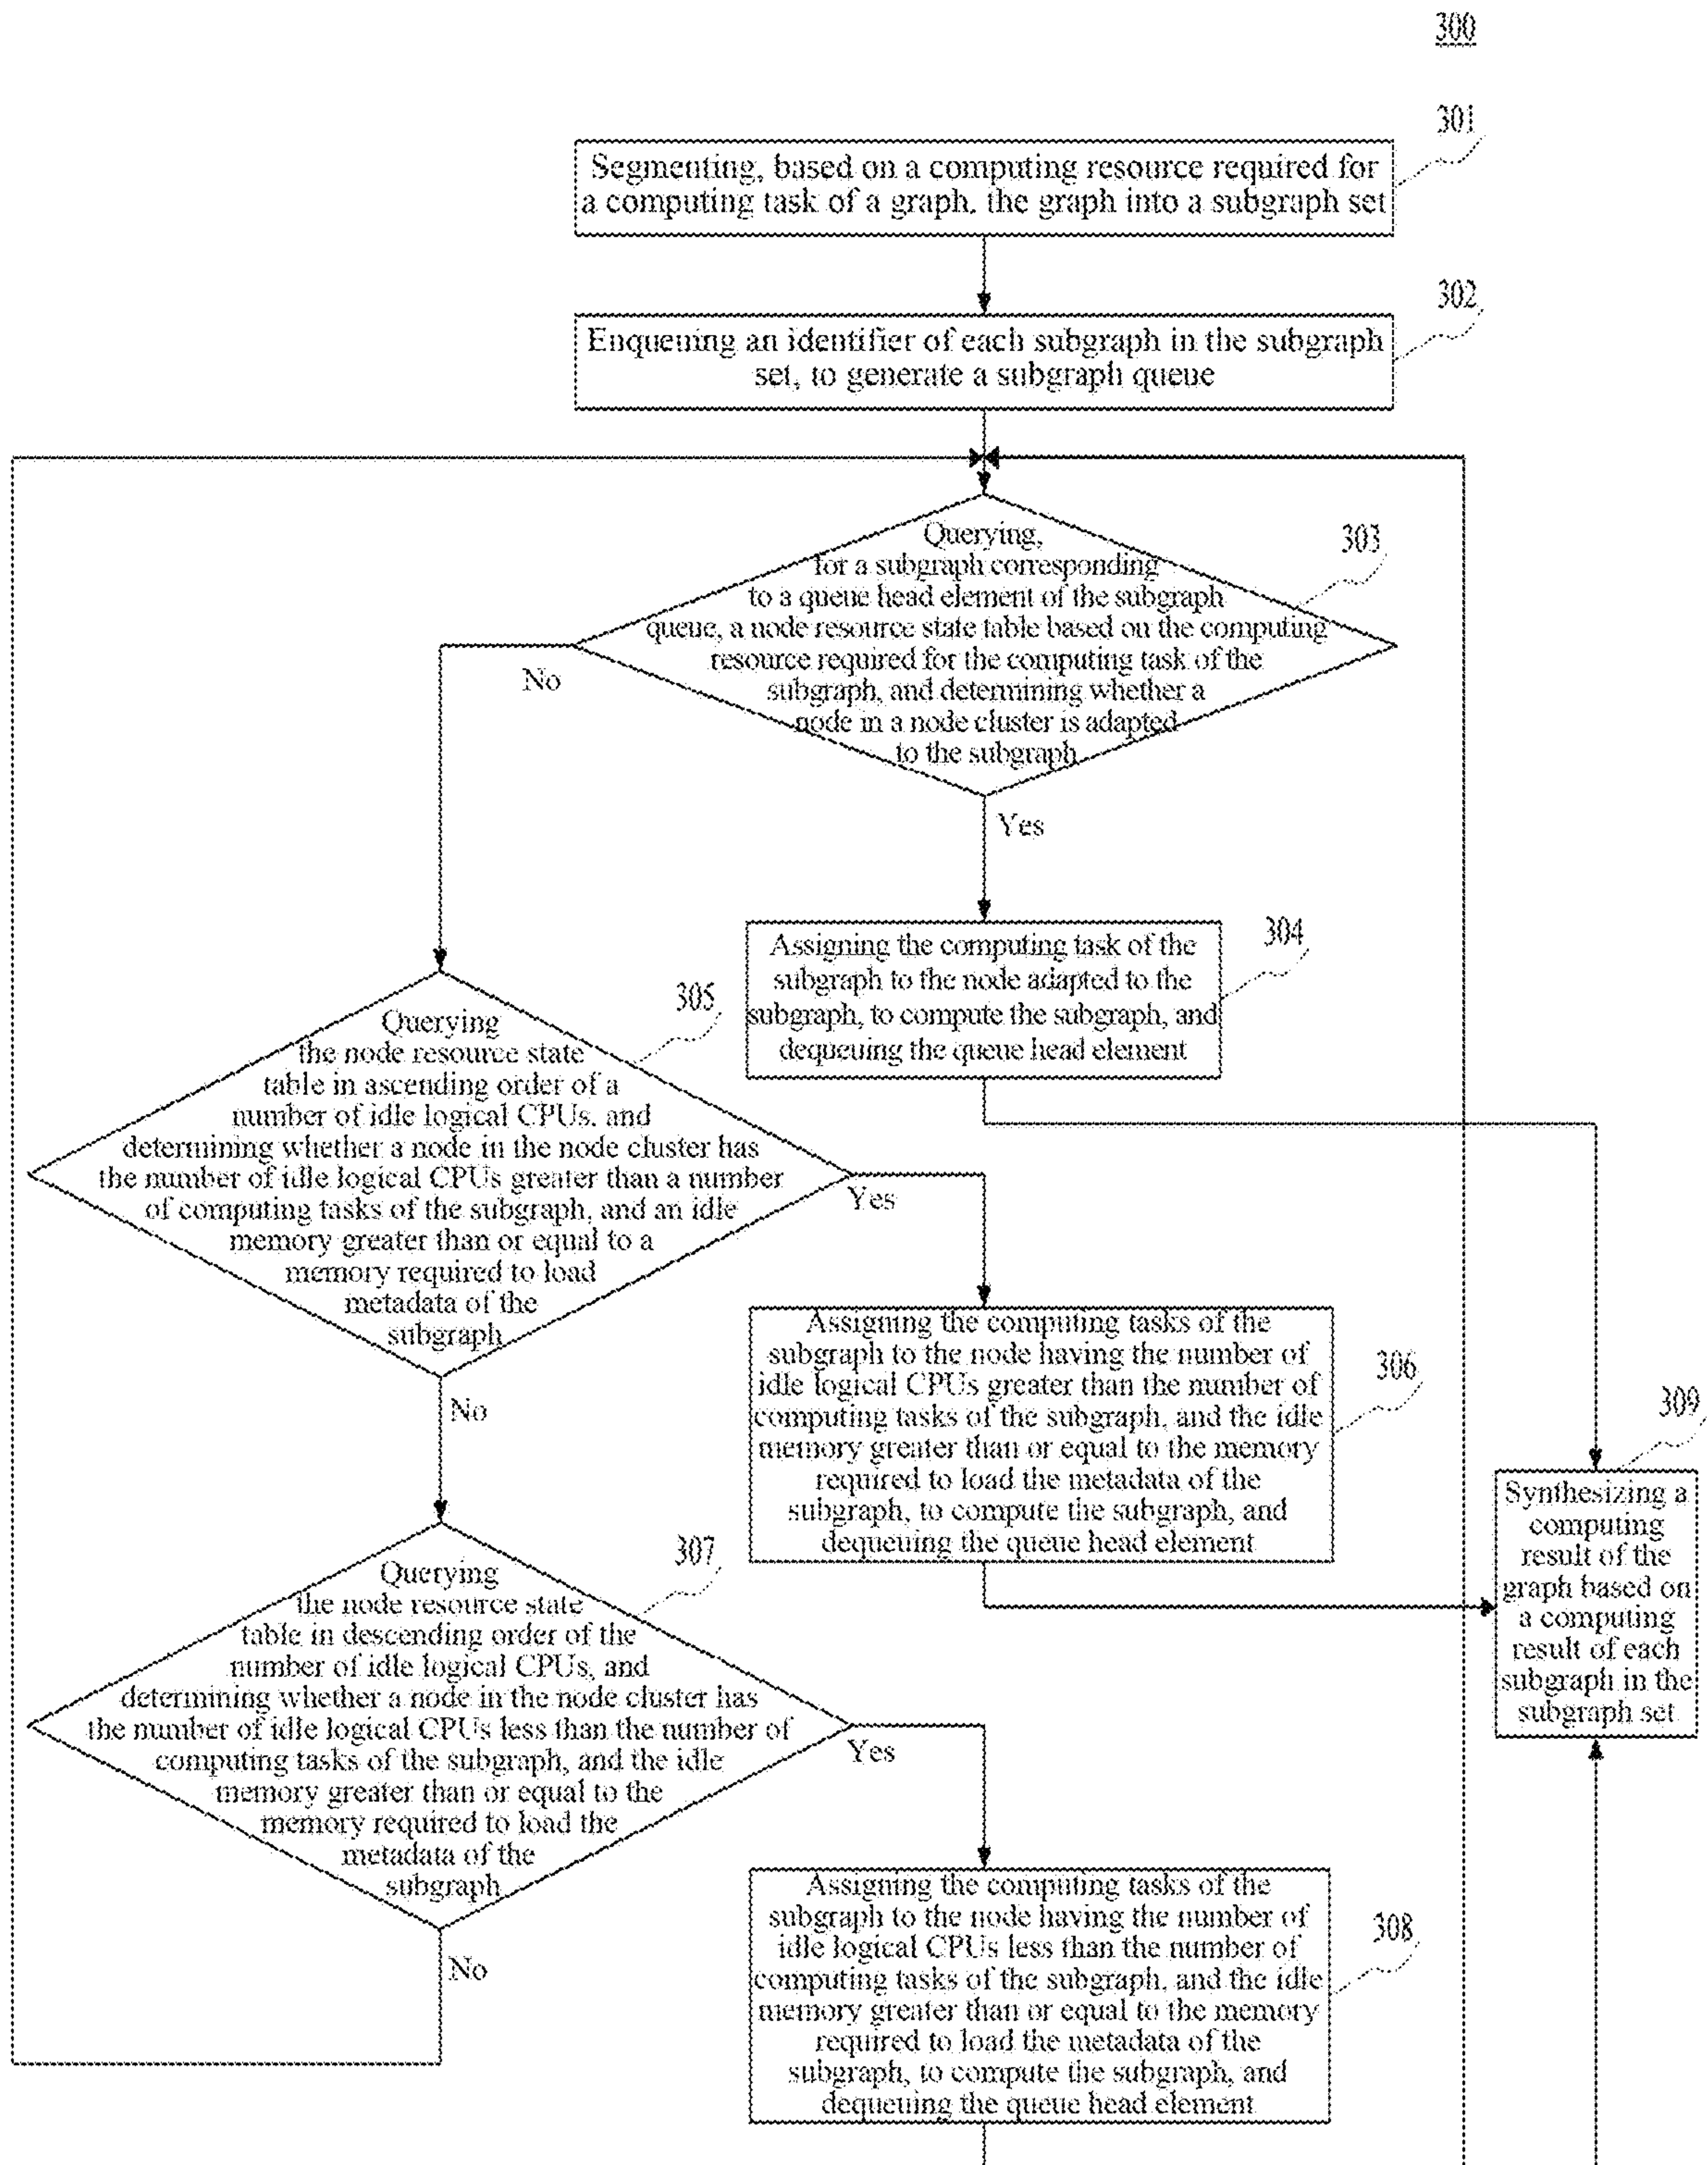 300
301
Segmenting, based on a computing resource required for
a computing task of a graph, the graph into a subgraph set
302
Enqueuing an identifier of each subgraph in the subgraph
set, to generate a subgraph queue
303
Querying,
for a subgraph corresponding
to a queue head element of the subgraph
queue, a node resource state table based on the computing
resource required for the computing task of the
subgraph, and determining whether a
node in a node cluster is adapted
to the subgraph
No
Yes
304
Assigning the computing task of the
subgraph to the node adapted to the
subgraph, to compute the subgraph, and
dequeuing the queue head element
305
Querying
the node resource state
table in ascending order of a
number of idle logical CPUs, and
determining whether a node in the node cluster has
the number of idle logical CPUs greater than a number
of computing tasks of the subgraph, and an idle
memory greater than or equal to a
memory required to load
metadata of the
subgraph
Yes
No
306
Assigning the computing tasks of the
subgraph to the node having the number of
idle logical CPUs greater than the number of
computing tasks of the subgraph, and the idle
memory greater than or equal to the memory
required to load the metadata of the
subgraph, to compute the subgraph, and
dequeuing the queue head element
309
Synthesizing a
computing
result of the
graph based on
a computing
result of each
subgraph in the
subgraph set
307
Querying
the node resource state
table in descending order of the
number of idle logical CPUs, and
determining whether a node in the node cluster has
the number of idle logical CPUs less than the number of
computing tasks of the subgraph, and the idle
memory greater than or equal to the
memory required to load the
metadata of the
subgraph
Yes
No
308
Assigning the computing tasks of the
subgraph to the node having the number of
idle logical CPUs less than the number of
computing tasks of the subgraph, and the idle
memory greater than or equal to the memory
required to load the metadata of the
subgraph, to compute the subgraph, and
dequeuing the queue head element